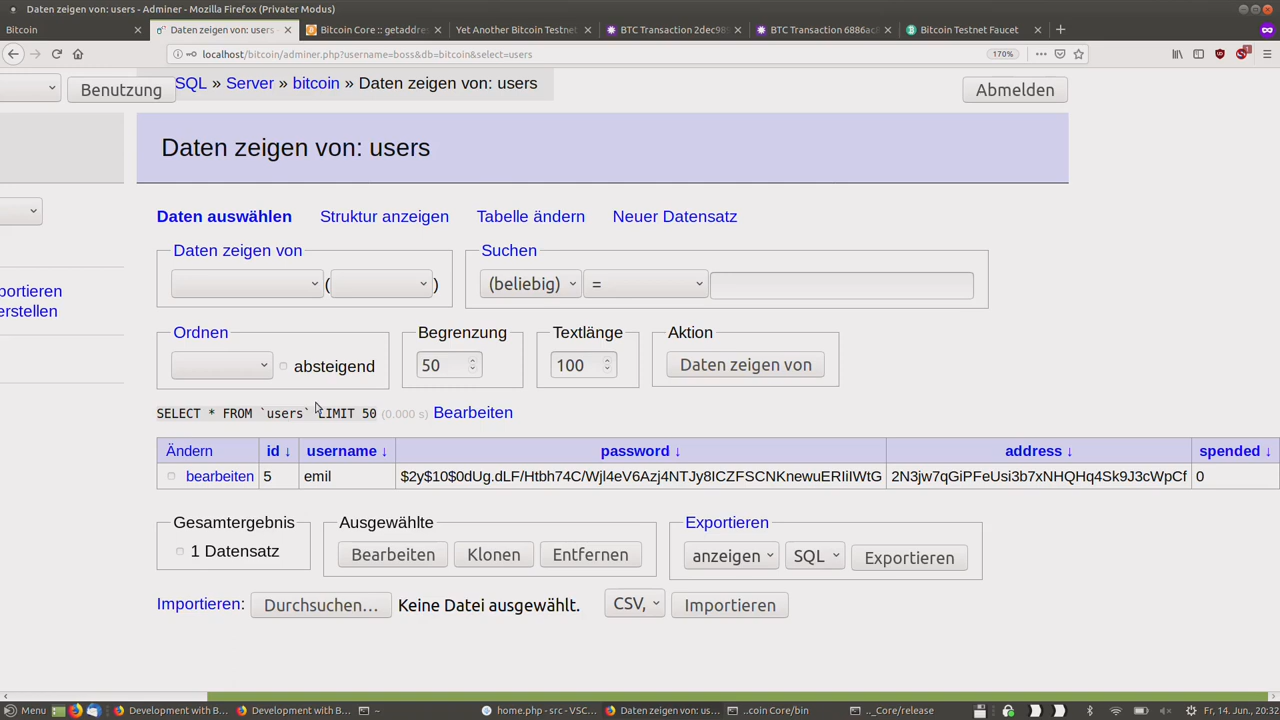 Daten zeigen von: users - Adminer - Mozilla Firefox (Privater Modus)
Bitcoin
Daten zeigen von: users -
Bitcoin Core :: getaddres
Yet Another Bitcoin Testnet
BTC Transaction 2dec98
BTC Transaction 6886ac
Bitcoin Testnet Faucet
localhost/bitcoin/adminer.php?username=boss&db=bitcoin&select=users
170%
Benutzung
SQL » Server » bitcoin » Daten zeigen von: users
Abmelden
Daten zeigen von: users
Daten auswählen Struktur anzeigen Tabelle ändern Neuer Datensatz
Daten zeigen von
( )
Suchen
(beliebig) =
portieren
erstellen
Ordnen
absteigend
Begrenzung
50
Textlänge
100
Aktion
Daten zeigen von
SELECT * FROM `users` LIMIT 50 (0.000 s) Bearbeiten
Ändern id ↓ username ↓ password ↓ address ↓ spended ↓
bearbeiten 5 emil $2y$10$0dUg.dLF/Htbh74C/Wjl4eV6Azj4NTJy8ICZFSCNKnewuERIiIWtG 2N3jw7qGiPFeUsi3b7xNHQHq4Sk9J3cWpCf 0
Gesamtergebnis
1 Datensatz
Ausgewählte
Bearbeiten Klonen Entfernen
Exportieren
anzeigen SQL Exportieren
Importieren: Durchsuchen… Keine Datei ausgewählt. CSV, Importieren
Menu
Development with B...
Development with B...
~
home.php - src - VSC...
Daten zeigen von: us...
..coin Core/bin
.._Core/release
Fr, 14. Jun., 20:32